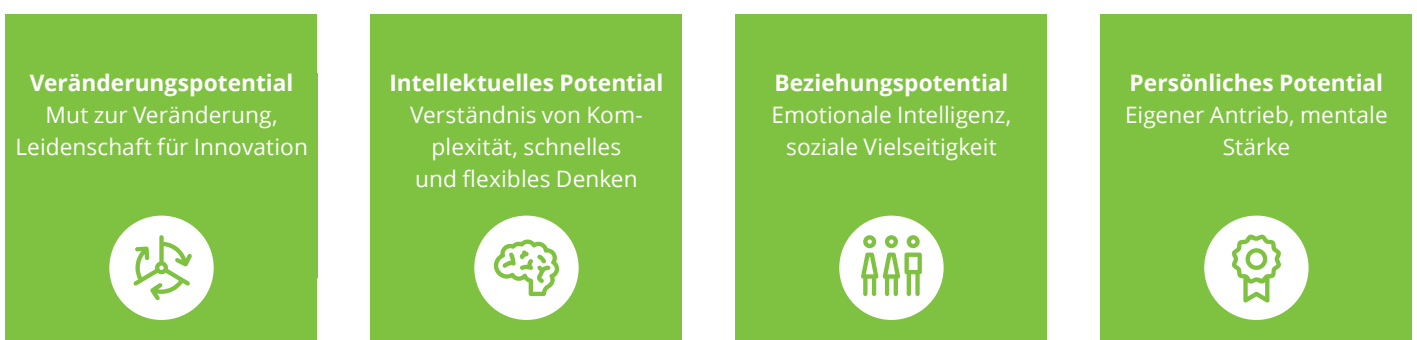 Veränderungspotential
Mut zur Veränderung,
Leidenschaft für Innovation
Intellektuelles Potential
Verständnis von Kom-
plexität, schnelles
und flexibles Denken
Beziehungspotential
Emotionale Intelligenz,
soziale Vielseitigkeit
Persönliches Potential
Eigener Antrieb, mentale
Stärke